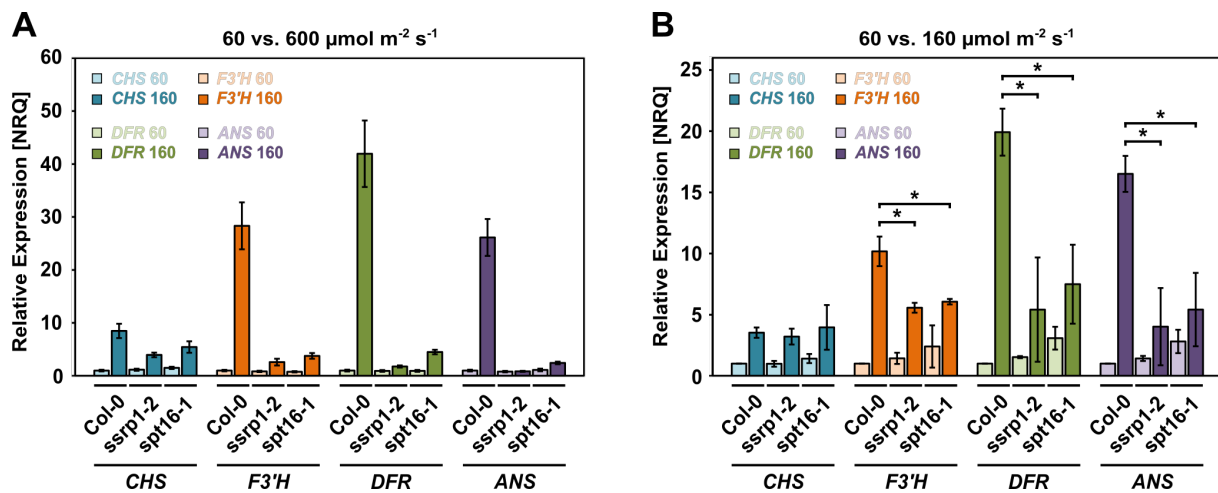 A
60 vs. 600 µmol m-2 s-1
Relative Expression [NRQ]
60
50
40
30
20
10
0
CHS 60
F3'H 60
CHS 160
F3'H 160
DFR 60
ANS 60
DFR 160
ANS 160
Col-0
ssrp1-2
spt16-1
Col-0
ssrp1-2
spt16-1
Col-0
ssrp1-2
spt16-1
Col-0
ssrp1-2
spt16-1
CHS
F3'H
DFR
ANS
B
60 vs. 160 µmol m-2 s-1
Relative Expression [NRQ]
25
20
15
10
5
0
CHS 60
F3'H 60
CHS 160
F3'H 160
DFR 60
ANS 60
DFR 160
ANS 160
*
*
*
*
*
*
Col-0
ssrp1-2
spt16-1
Col-0
ssrp1-2
spt16-1
Col-0
ssrp1-2
spt16-1
Col-0
ssrp1-2
spt16-1
CHS
F3'H
DFR
ANS